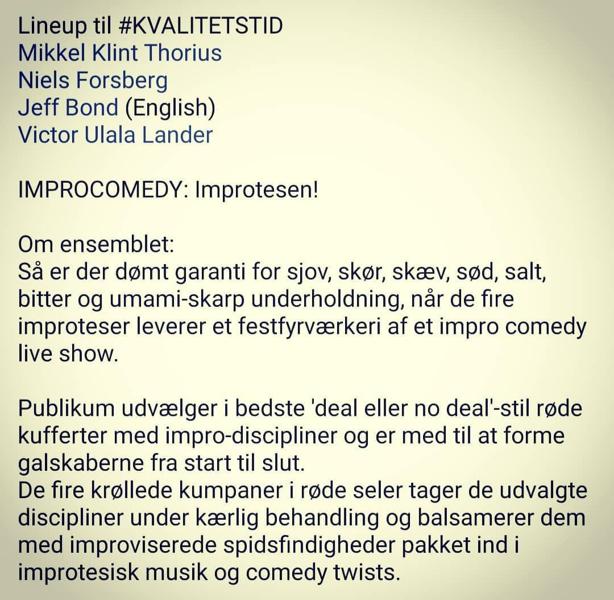 Lineup til #KVALITETSTID
Mikkel Klint Thorius
Niels Forsberg
Jeff Bond (English)
Victor Ulala Lander
IMPROCOMEDY: Improtesen!
Om ensemblet:
Så er der dømt garanti for sjov, skør, skæv, sød, salt,
bitter og umami-skarp underholdning, når de fire
improteser leverer et festfyrværkeri af et impro comedy
live show.
Publikum udvælger i bedste 'deal eller no deal'-stil røde
kufferter med impro-discipliner og er med til at forme
galskaberne fra start til slut.
De fire krøllede kumpaner i røde seler tager de udvalgte
discipliner under kærlig behandling og balsamerer dem
med improviserede spidsfindigheder pakket ind i
improtesisk musik og comedy twists.